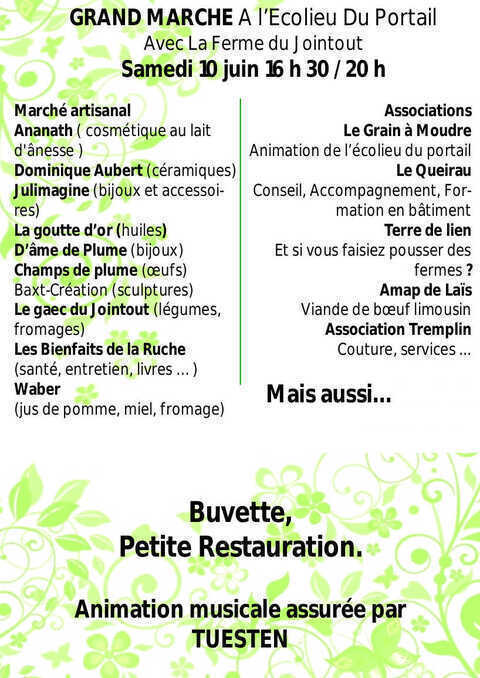 GRAND MARCHE A l'Ecolieu Du Portail
Avec La Ferme du Jointout
Samedi 10 juin 16 h 30 / 20 h
Marché artisanal
Ananath ( cosmétique au lait
d'ânesse )
Dominique Aubert (céramiques)
Julimagine (bijoux et accessoi-
res)
La goutte d'or (huiles)
D'âme de Plume (bijoux)
Champs de plume (œufs)
Baxt-Création (sculptures)
Le gaec du Jointout (légumes,
fromages)
Les Bienfaits de la Ruche
(santé, entretien, livres ... )
Waber
(jus de pomme, miel, fromage)
Associations
Le Grain à Moudre
Animation de l'écolieu du portail
Le Queirau
Conseil, Accompagnement, For-
mation en bâtiment
Terre de lien
Et si vous faisiez pousser des
fermes ?
Amap de Laïs
Viande de bœuf limousin
Association Tremplin
Couture, services ...
Mais aussi...
Buvette,
Petite Restauration.
Animation musicale assurée par
TUESTEN